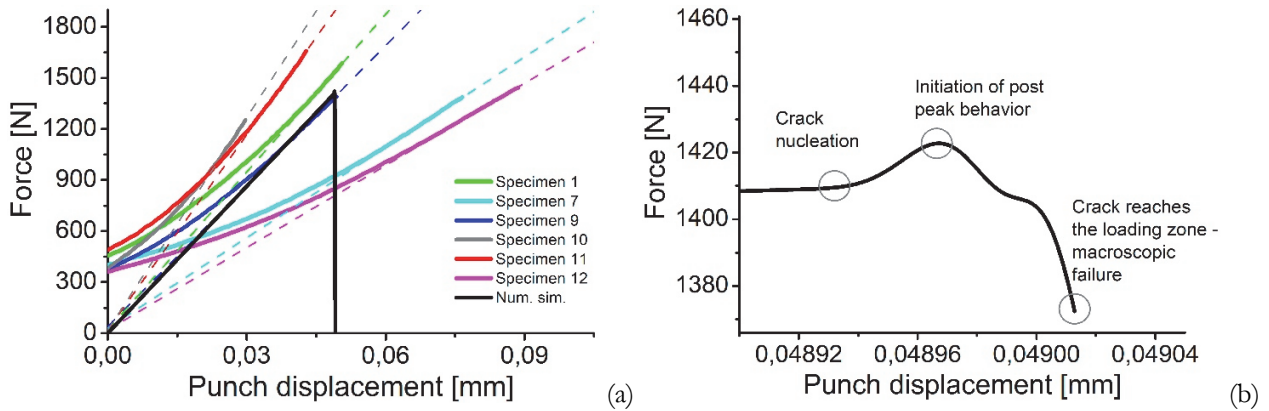 1800
1500
1200
900
600
300
0
Force [N]
0,00
0,03
0,06
0,09
Punch displacement [mm]
Specimen 1
Specimen 7
Specimen 9
Specimen 10
Specimen 11
Specimen 12
Num. sim.
(a)
1460
1440
1420
1400
1380
Force [N]
Crack
nucleation
Initiation of post
peak behavior
Crack reaches
the loading zone -
macroscopic
failure
0,04892
0,04896
0,04900
0,04904
Punch displacement [mm]
(b)